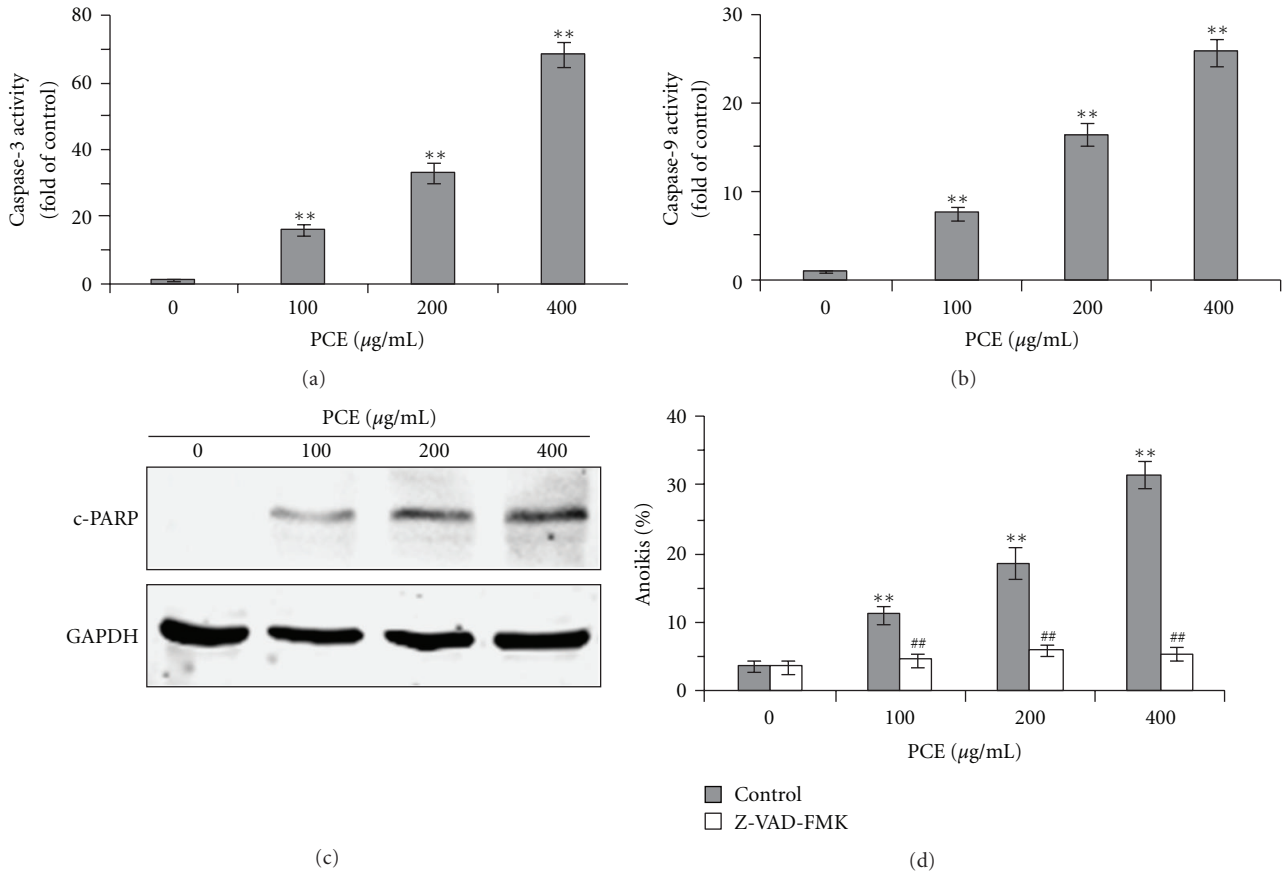 80
60
40
20
0
Caspase-3 activity
(fold of control)
**
**
**
0 100 200 400
PCE (µg/mL)
(a)
30
20
10
0
Caspase-9 activity
(fold of control)
**
**
**
0 100 200 400
PCE (µg/mL)
(b)
PCE (µg/mL)
0 100 200 400
c-PARP
GAPDH
(c)
40
30
20
10
0
Anoikis (%)
**
**
**
##
##
##
0 100 200 400
PCE (µg/mL)
Control
Z-VAD-FMK
(d)